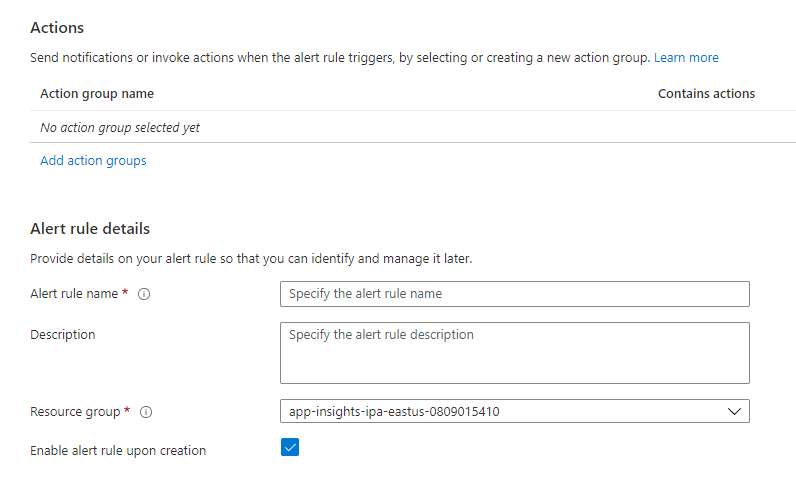 Actions
Send notifications or invoke actions when the alert rule triggers, by selecting or creating a new action group. Learn more
Action group name Contains actions
No action group selected yet
Add action groups
Alert rule details
Provide details on your alert rule so that you can identify and manage it later.
Alert rule name * Specify the alert rule name
Description Specify the alert rule description
Resource group * app-insights-ipa-eastus-0809015410
Enable alert rule upon creation